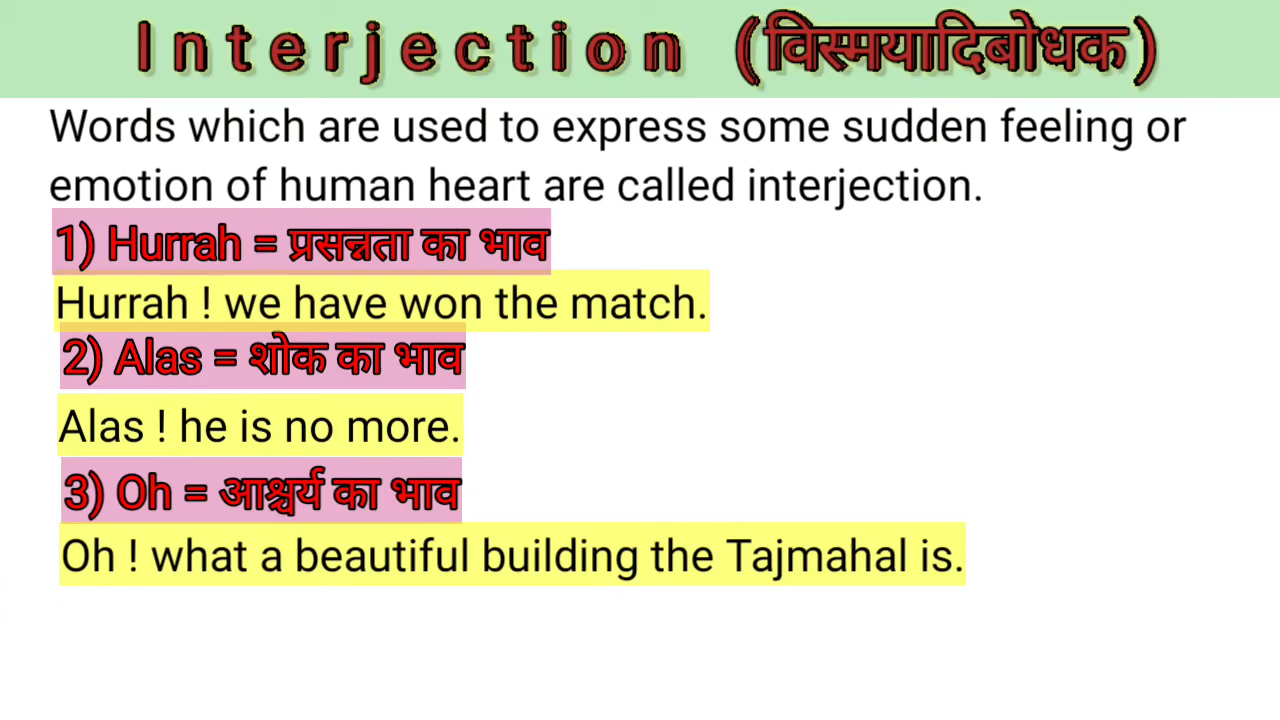 Interjection (विस्मयादिबोधक)
Words which are used to express some sudden feeling or
emotion of human heart are called interjection.
1) Hurrah = प्रसन्नता का भाव
Hurrah ! we have won the match.
2) Alas = शोक का भाव
Alas ! he is no more.
3) Oh = आश्चर्य का भाव
Oh ! what a beautiful building the Tajmahal is.